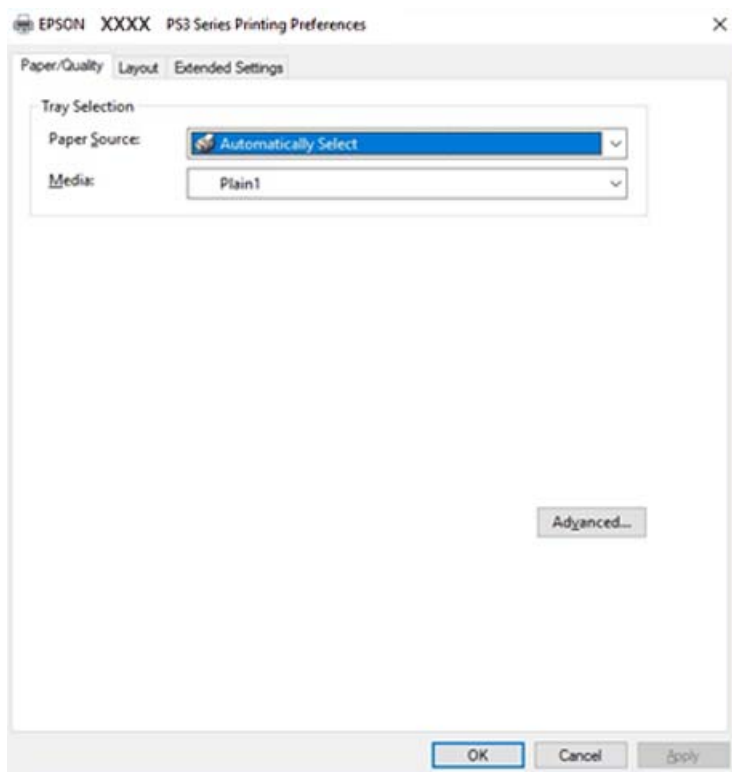 EPSON XXXX PS3 Series Printing Preferences
Paper/Quality Layout Extended Settings
Tray Selection
Paper Source: Automatically Select
Media: Plain1
Advanced...
OK Cancel Apply